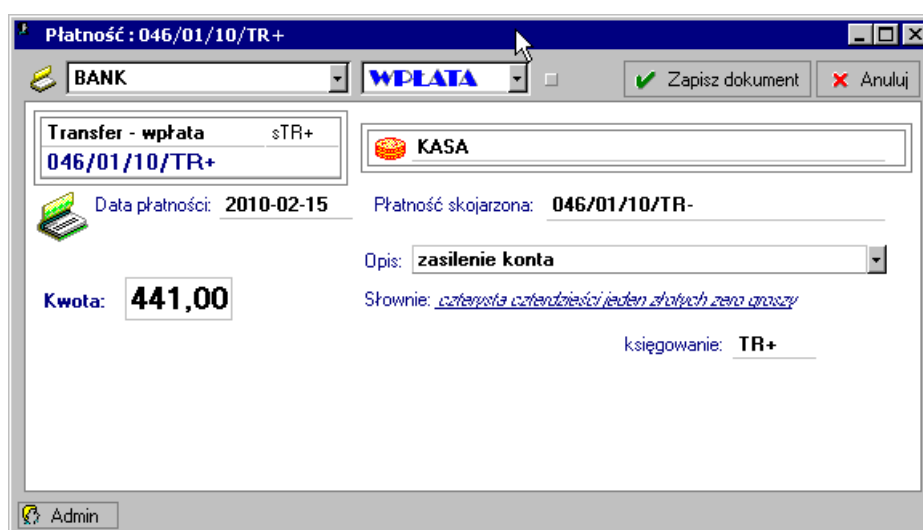 Płatność : 046/01/10/TR+
BANK WPŁATA Zapisz dokument Anuluj
Transfer - wpłata sTR+
046/01/10/TR+
KASA
Data płatności: 2010-02-15 Płatność skojarzona: 046/01/10/TR-
Opis: zasilenie konta
Kwota: 441,00 Słownie: czterysta czterdzieści jeden złotych zero groszy
księgowanie: TR+
Admin